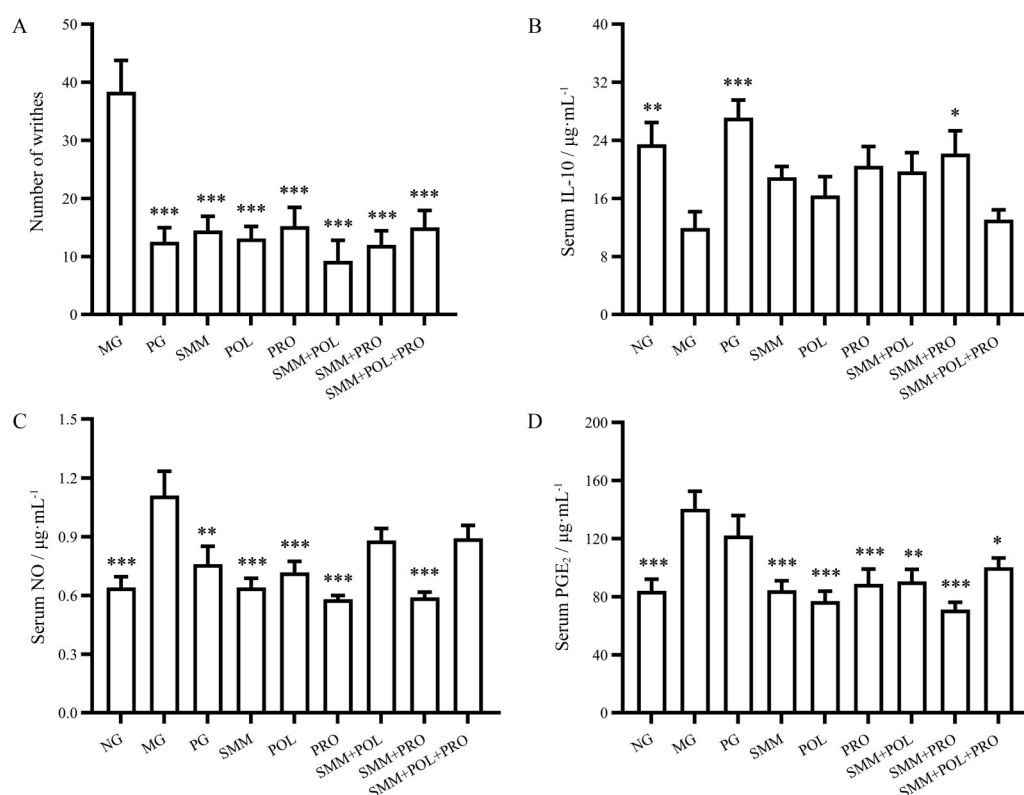 A
Number of writhes
50
40
30
20
10
0
***
***
***
***
***
***
***
MG
PG
SMM
POL
PRO
SMM+POL
SMM+PRO
SMM+POL+PRO
B
Serum IL-10 / μg·mL⁻¹
40
32
24
16
8
0
**
***
*
NG
MG
PG
SMM
POL
PRO
SMM+POL
SMM+PRO
SMM+POL+PRO
C
Serum NO / μg·mL⁻¹
1.5
1.2
0.9
0.6
0.3
0.0
***
**
***
***
***
***
NG
MG
PG
SMM
POL
PRO
SMM+POL
SMM+PRO
SMM+POL+PRO
D
Serum PGE₂ / μg·mL⁻¹
200
160
120
80
40
0
***
***
***
***
**
***
*
NG
MG
PG
SMM
POL
PRO
SMM+POL
SMM+PRO
SMM+POL+PRO